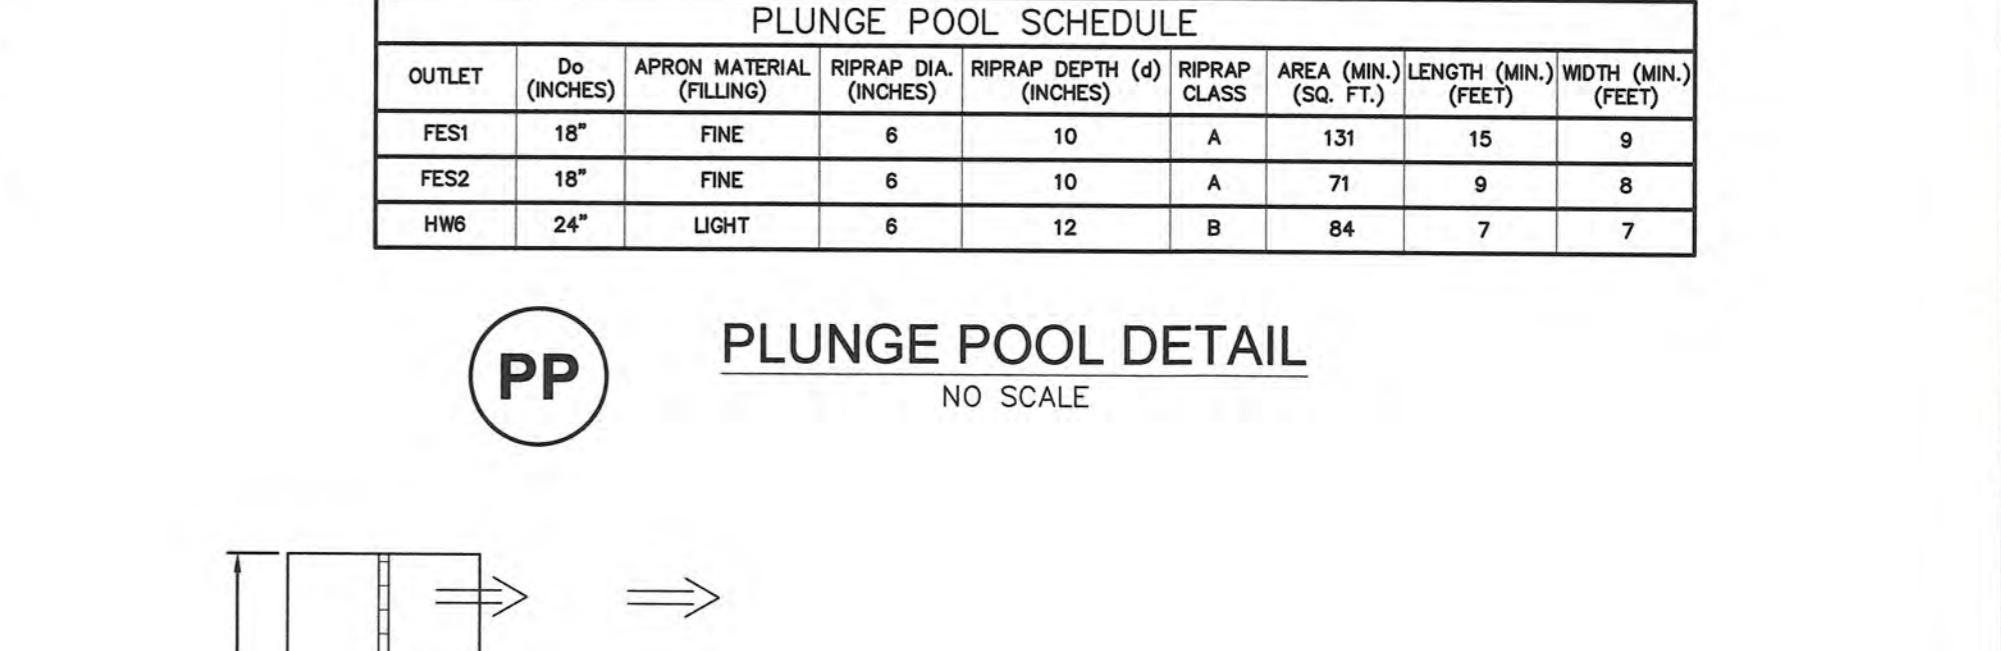 PLUNGE POOL SCHEDULE
OUTLET Do (INCHES) APRON MATERIAL (FILLING) RIPRAP DIA. (INCHES) RIPRAP DEPTH (d) (INCHES) RIPRAP CLASS AREA (MIN.) (SQ. FT.) LENGTH (MIN.) (FEET) WIDTH (MIN.) (FEET)
FES1 18" FINE 6 10 A 131 15 9
FES2 18" FINE 6 10 A 71 9 8
HW6 24" LIGHT 6 12 B 84 7 7
PP
PLUNGE POOL DETAIL
NO SCALE